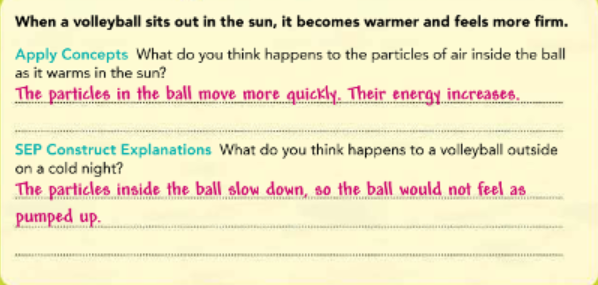 When a volleyball sits out in the sun, it becomes warmer and feels more firm.
Apply Concepts What do you think happens to the particles of air inside the ball
as it warms in the sun?
The particles in the ball move more quickly. Their energy increases.
SEP Construct Explanations What do you think happens to a volleyball outside
on a cold night?
The particles inside the ball slow down, so the ball would not feel as
pumped up.